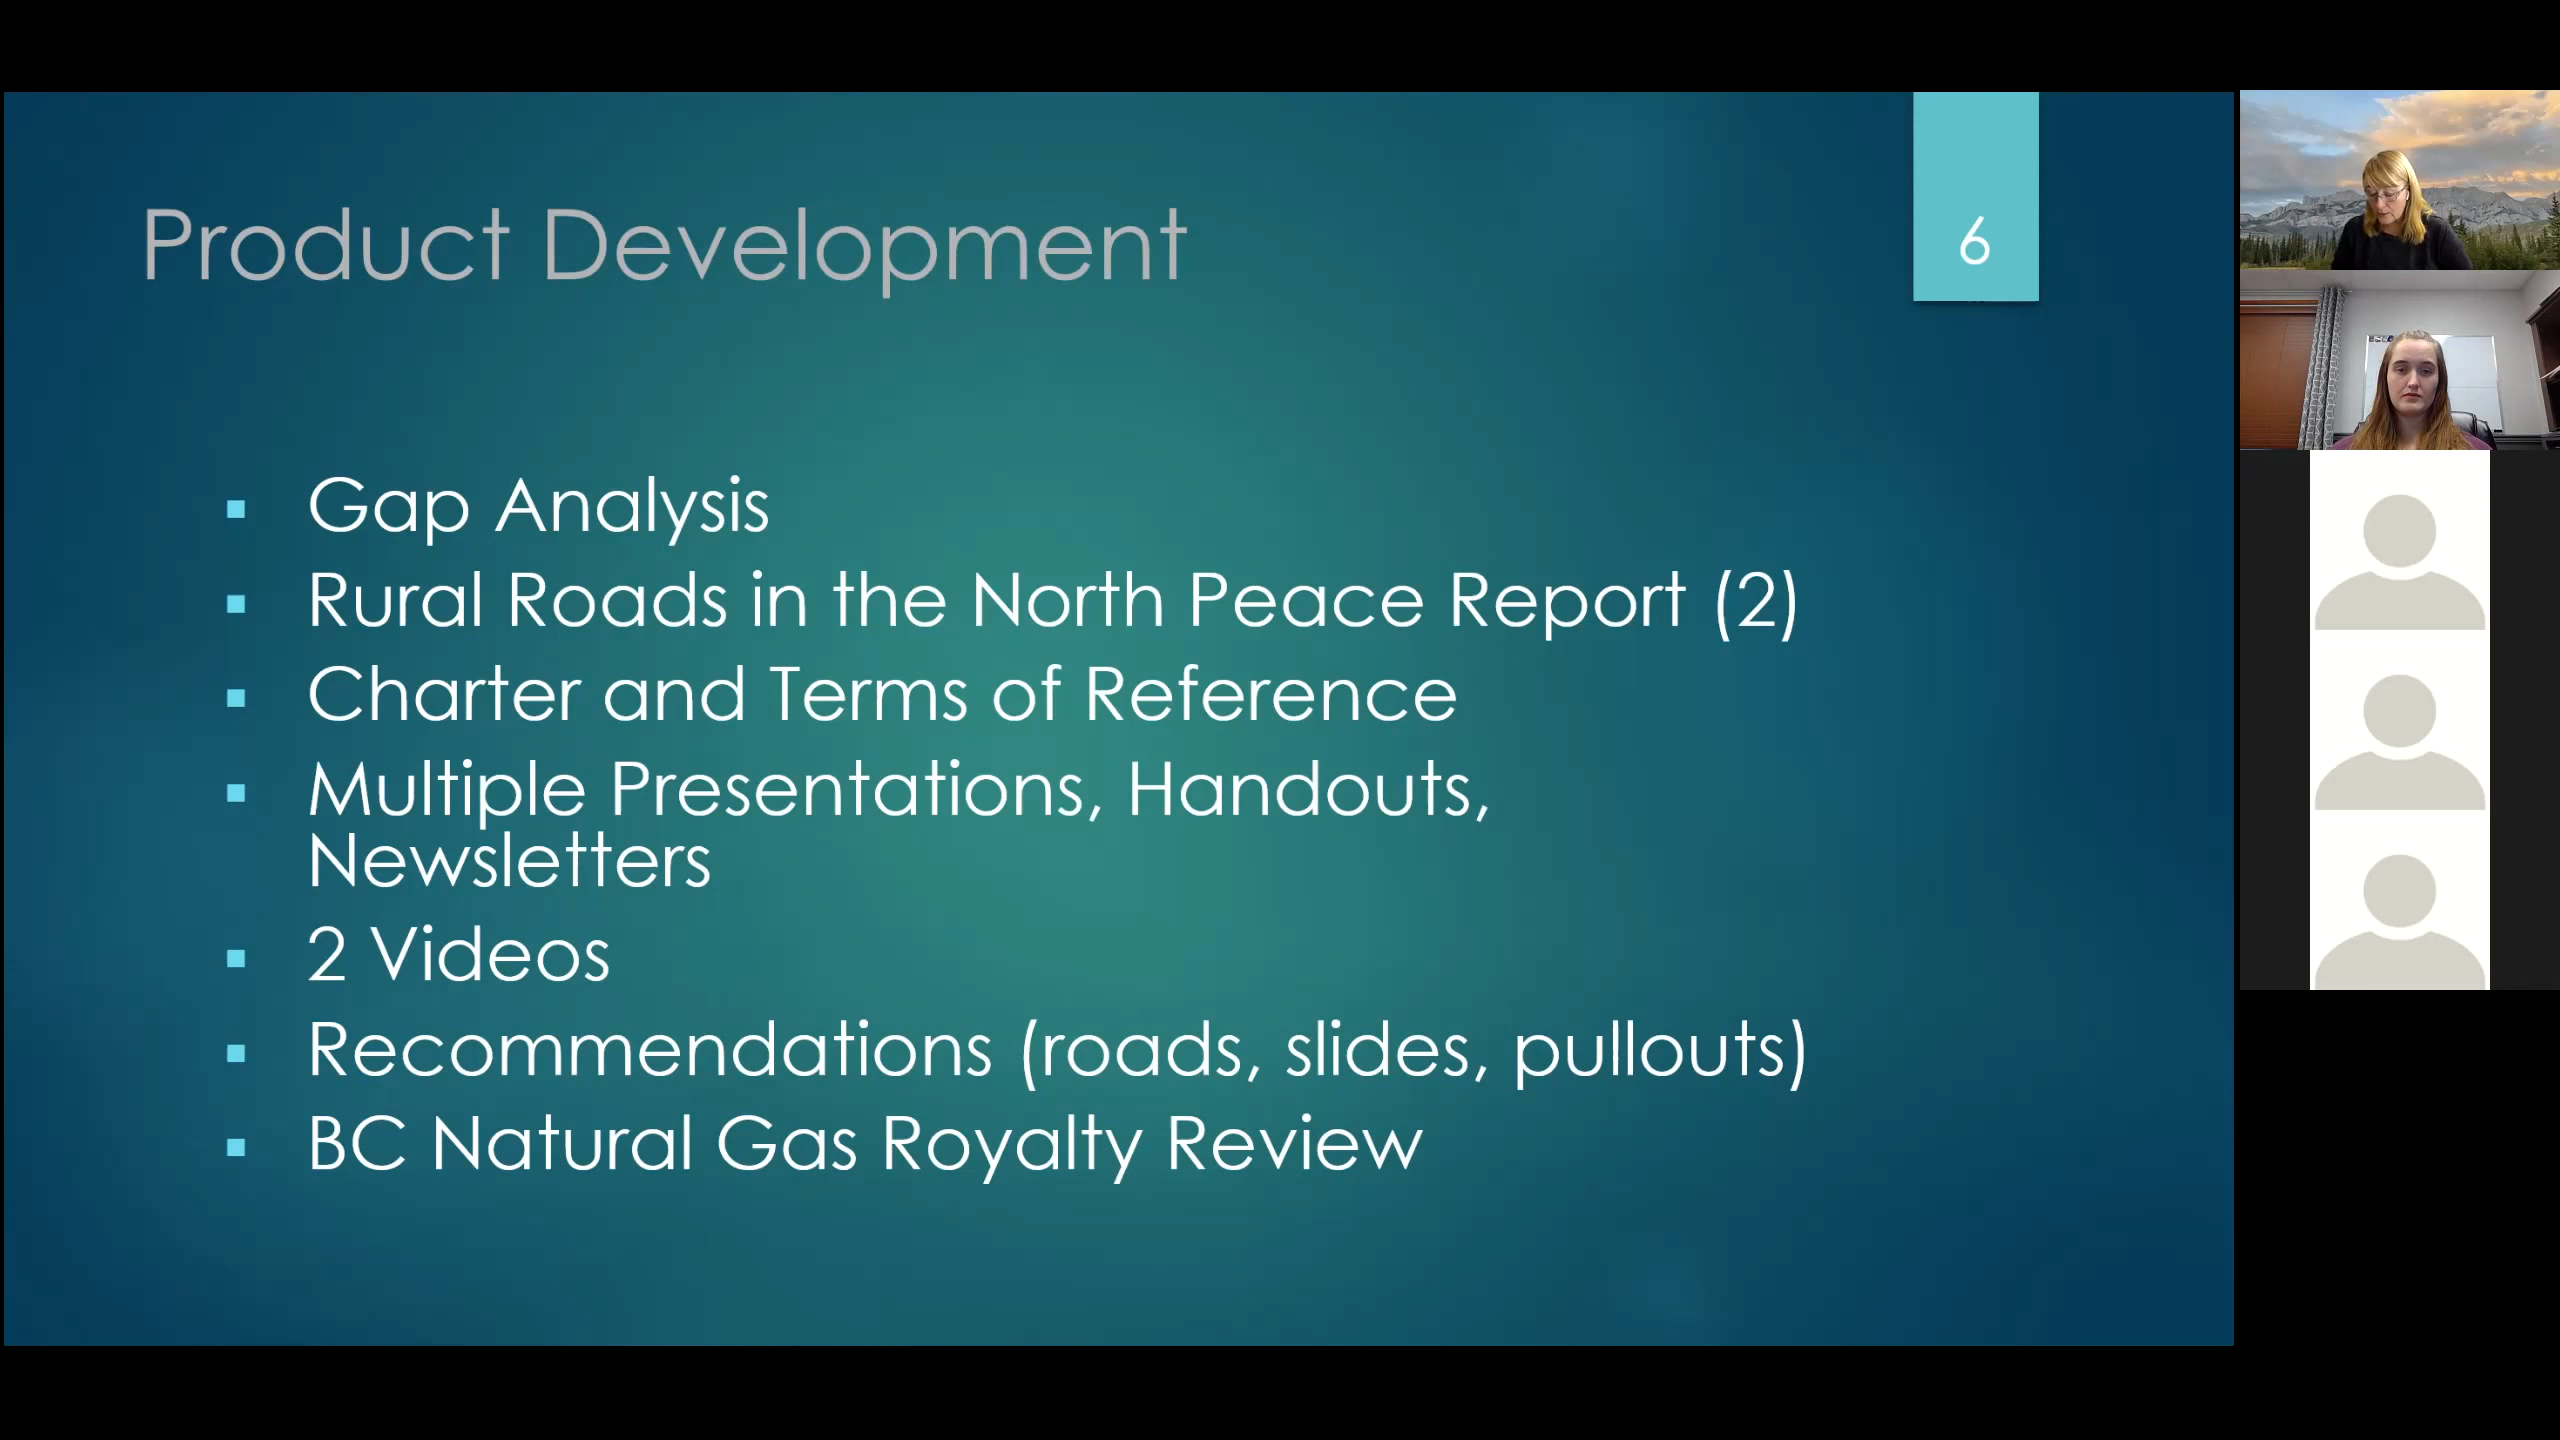 Product Development
6
Gap Analysis
Rural Roads in the North Peace Report (2)
Charter and Terms of Reference
Multiple Presentations, Handouts,
Newsletters
2 Videos
Recommendations (roads, slides, pullouts)
BC Natural Gas Royalty Review